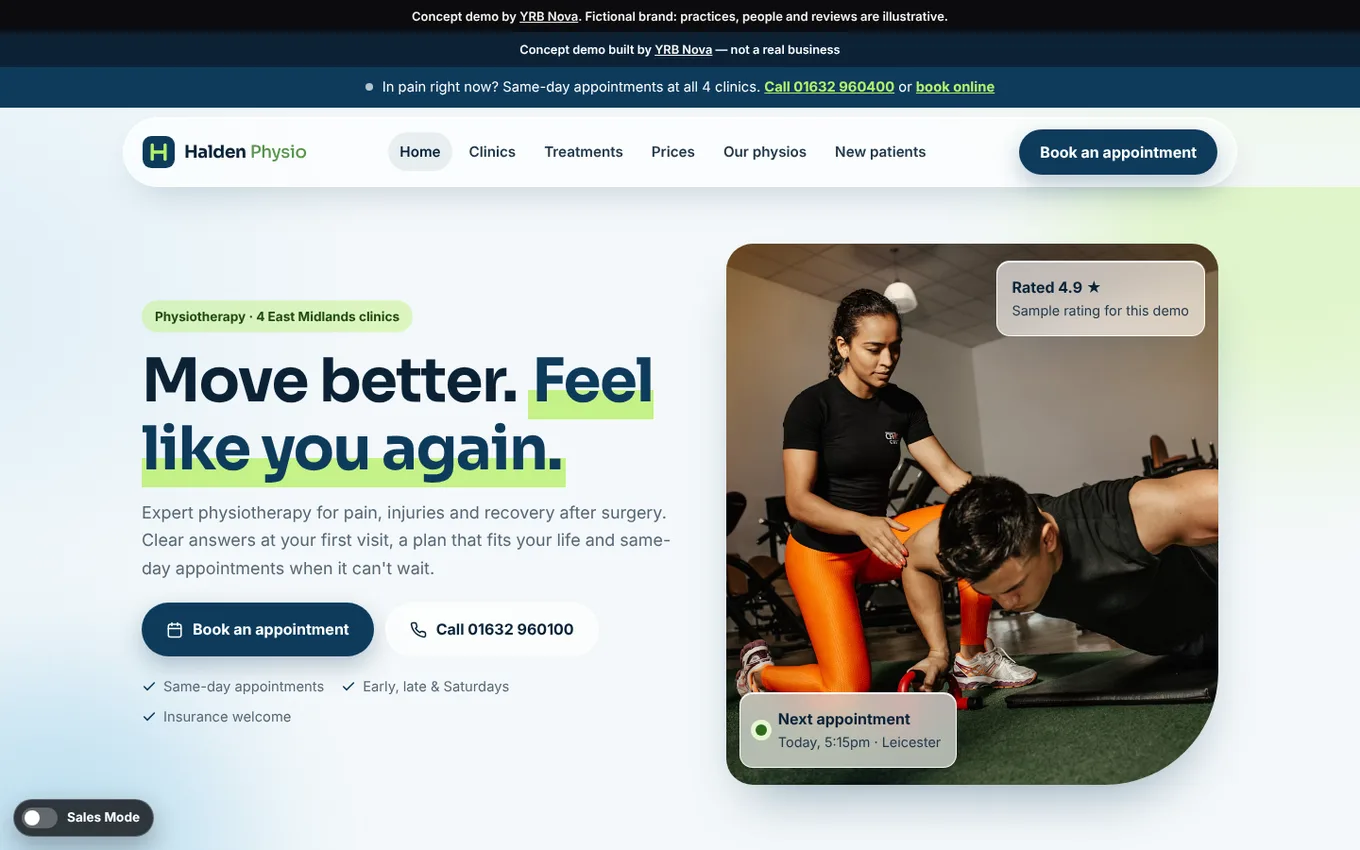 Concept demo by YRB Nova. Fictional brand: practices, people and reviews are illustrative.
Concept demo built by YRB Nova — not a real business
In pain right now? Same-day appointments at all 4 clinics. Call 01632 960400 or book online
H Halden Physio
Home Clinics Treatments Prices Our physios New patients
Book an appointment
Physiotherapy · 4 East Midlands clinics
Move better. Feel
like you again.
Expert physiotherapy for pain, injuries and recovery after surgery.
Clear answers at your first visit, a plan that fits your life and same-
day appointments when it can't wait.
Book an appointment
Call 01632 960100
Same-day appointments
Early, late & Saturdays
Insurance welcome
Rated 4.9 ★
Sample rating for this demo
Next appointment
Today, 5:15pm · Leicester
Sales Mode